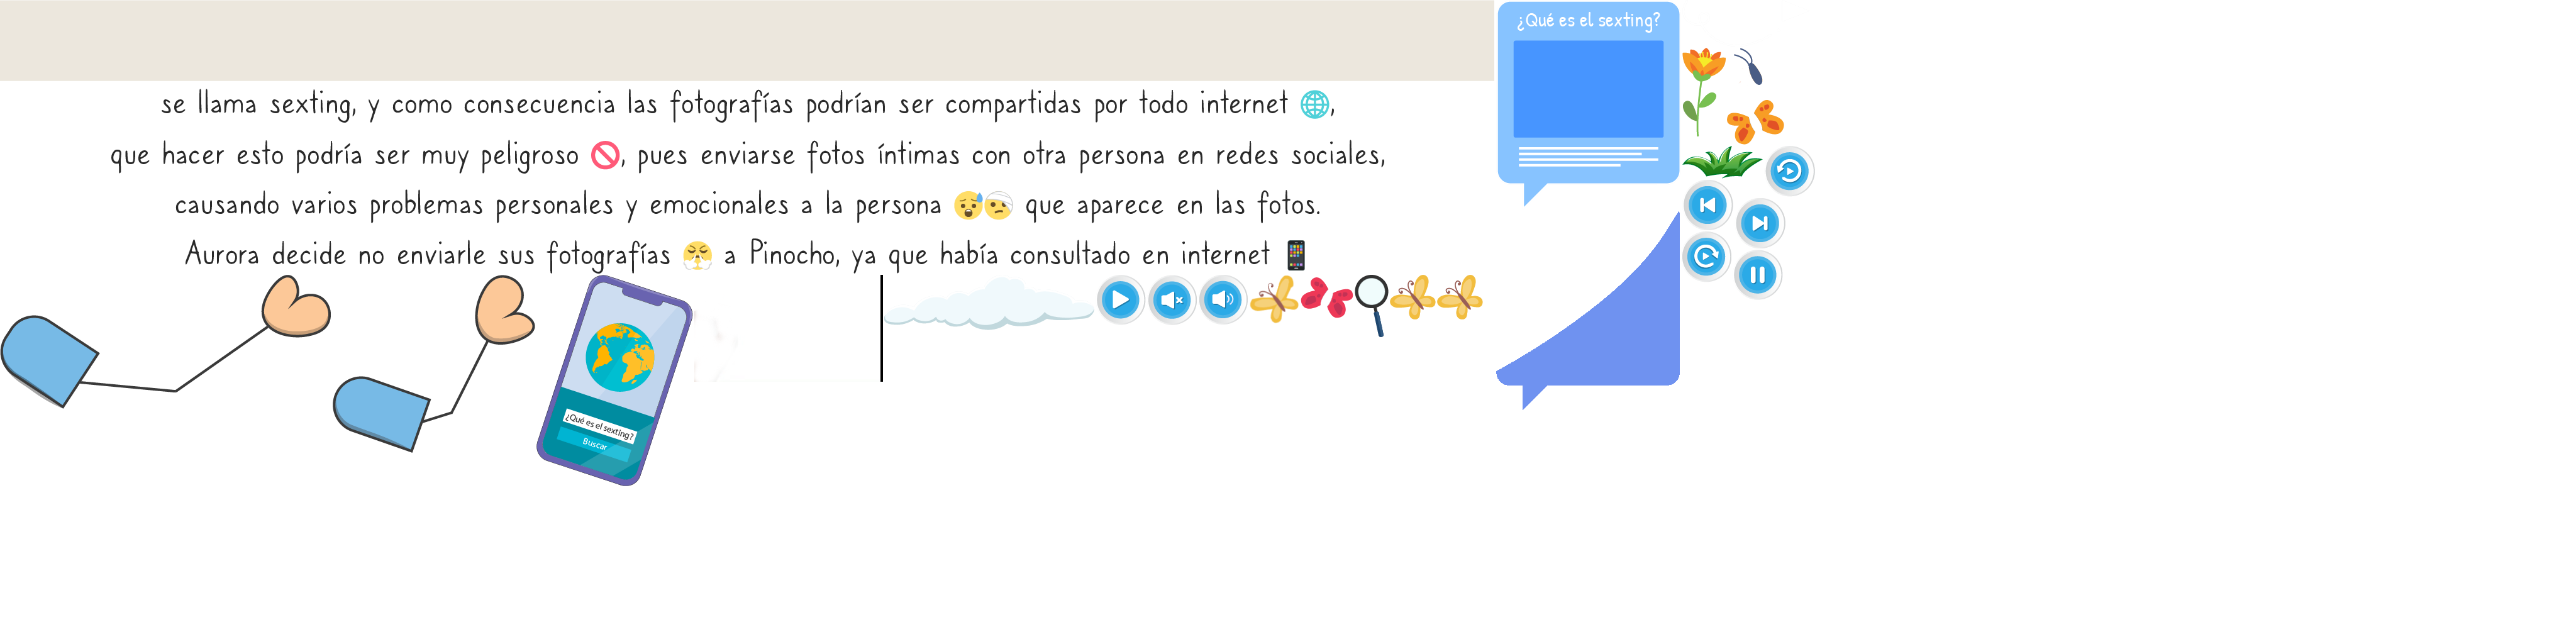 ¿Qué es el sexting?
se llama sexting, y como consecuencia las fotografías podrían ser compartidas por todo internet 🌐,
que hacer esto podría ser muy peligroso 🚫, pues enviarse fotos íntimas con otra persona en redes sociales,
causando varios problemas personales y emocionales a la persona 😰🤕 que aparece en las fotos.
Aurora decide no enviarle sus fotografías 😤 a Pinocho, ya que había consultado en internet 📱
¿Qué es el sexting?
Buscar